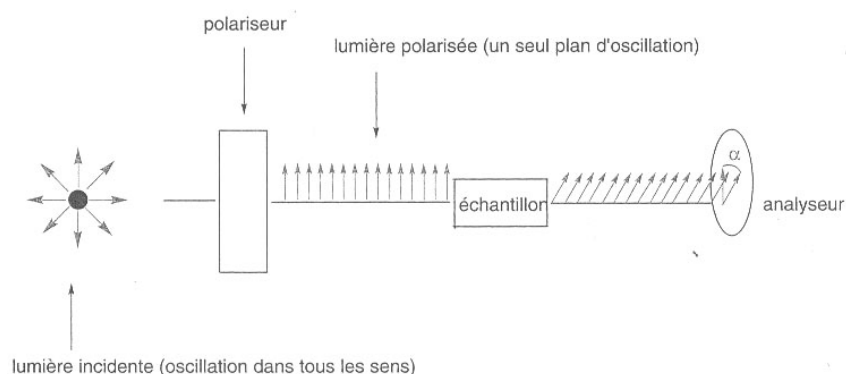 polariseur
lumière polarisée (un seul plan d'oscillation)
α
échantillon
analyseur
lumière incidente (oscillation dans tous les sens)